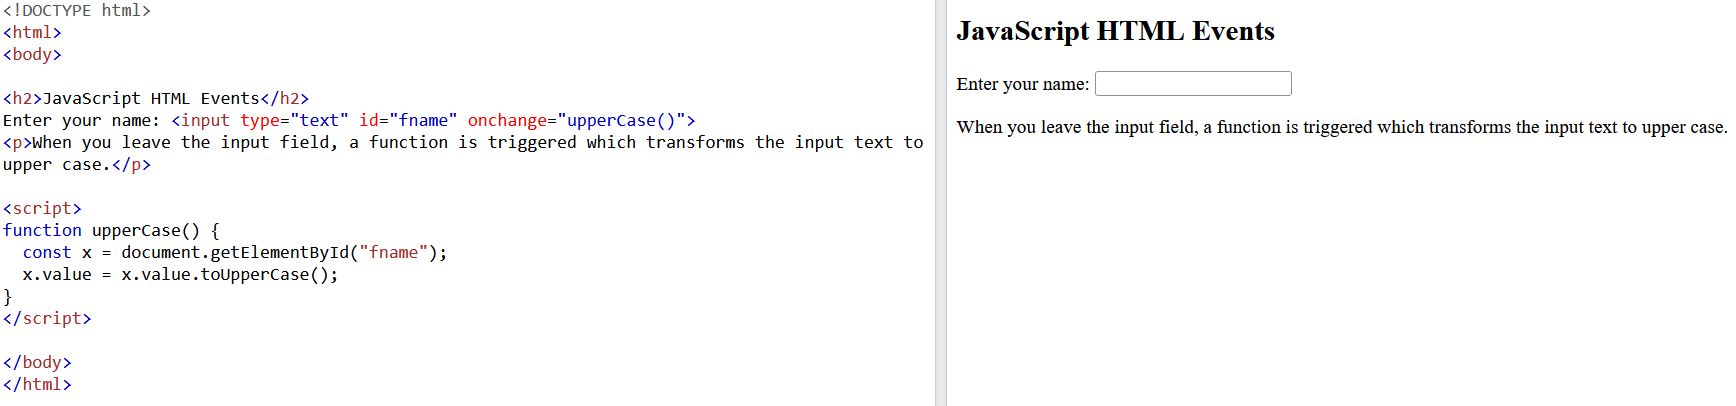 <!DOCTYPE html>
<html>
<body>

<h2>JavaScript HTML Events</h2>
Enter your name: <input type="text" id="fname" onchange="upperCase()">
<p>When you leave the input field, a function is triggered which transforms the input text to
upper case.</p>

<script>
function upperCase() {
  const x = document.getElementById("fname");
  x.value = x.value.toUpperCase();
}
</script>

</body>
</html>

JavaScript HTML Events
Enter your name:
When you leave the input field, a function is triggered which transforms the input text to upper case.